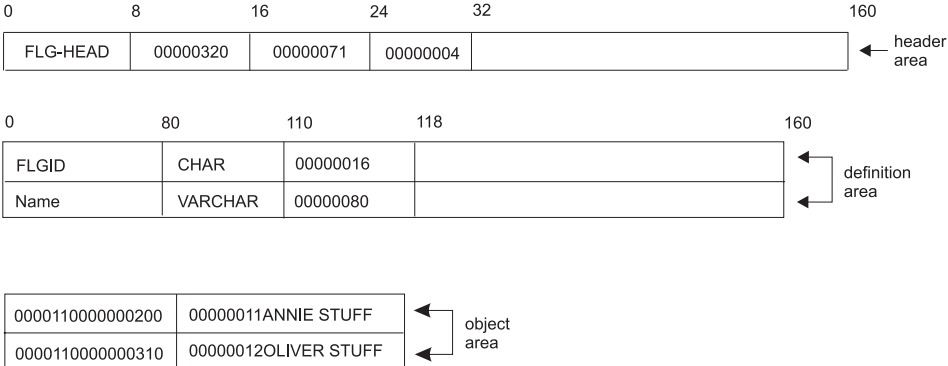 0 8 16 24 32 160
FLG-HEAD 00000320 00000071 00000004
header
area
0 80 110 118 160
FLGID CHAR 00000016
Name VARCHAR 00000080
definition
area
0000110000000200 00000011ANNIE STUFF
0000110000000310 00000012OLIVER STUFF
object
area